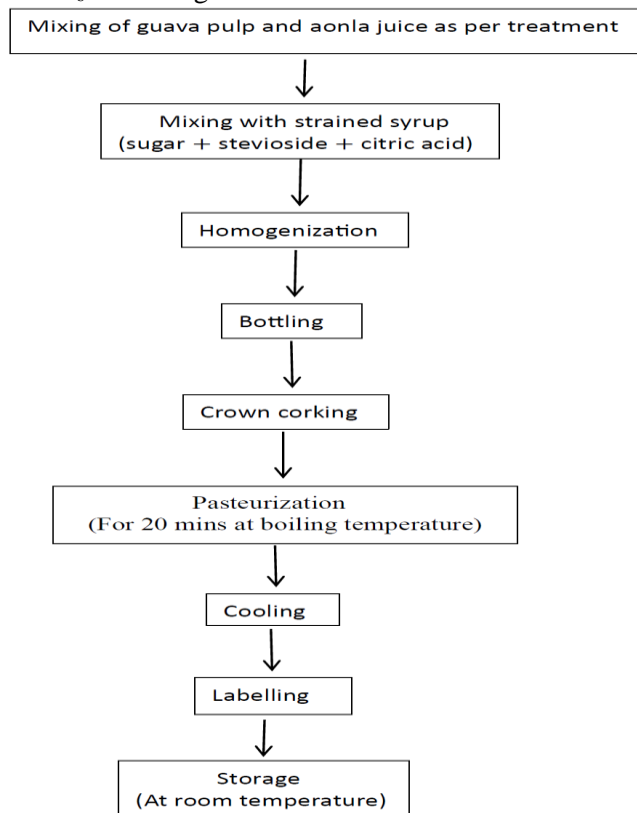 Mixing of guava pulp and aonla juice as per treatment
Mixing with strained syrup
(sugar + stevioside + citric acid)
Homogenization
Bottling
Crown corking
Pasteurization
(For 20 mins at boiling temperature)
Cooling
Labelling
Storage
(At room temperature)